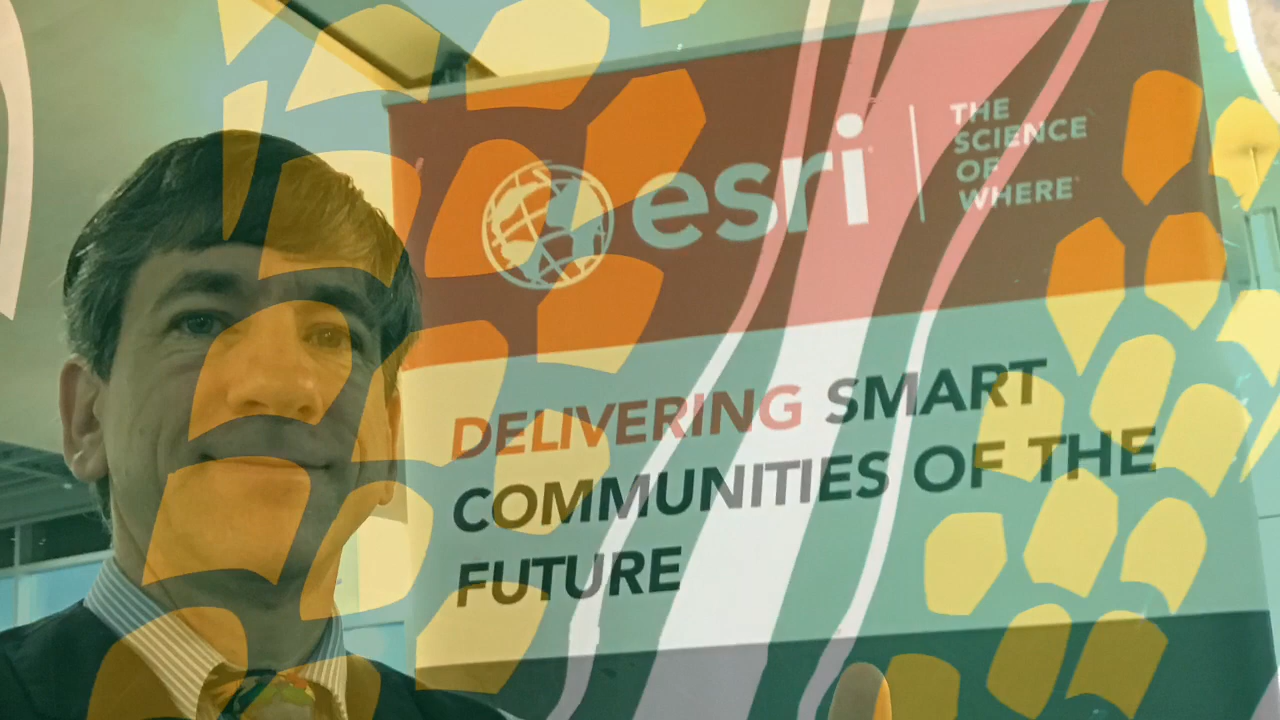 esri
THE
SCIENCE
OF
WHERE
DELIVERING SMART
COMMUNITIES OF THE
FUTURE